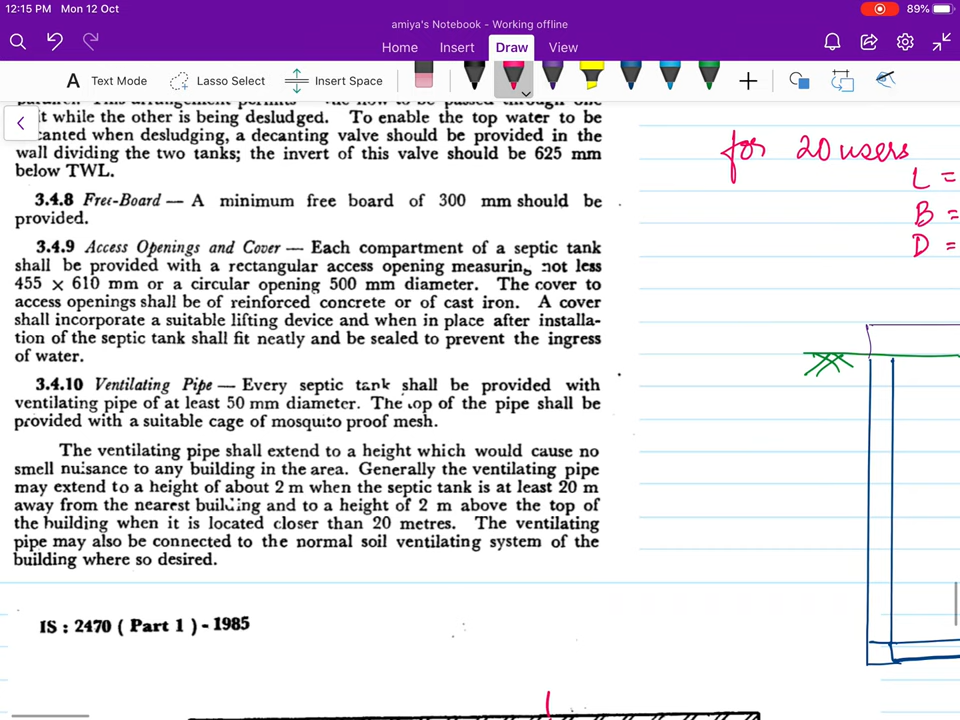 12:15 PM Mon 12 Oct
89%
amiya's Notebook - Working offline
Home Insert Draw View
A Text Mode Lasso Select Insert Space
it while the other is being desludged. To enable the top water to be
canted when desludging, a decanting valve should be provided in the
wall dividing the two tanks; the invert of this valve should be 625 mm
below TWL.
3.4.8 Free-Board — A minimum free board of 300 mm should be
provided.
3.4.9 Access Openings and Cover — Each compartment of a septic tank
shall be provided with a rectangular access opening measuring not less
455 × 610 mm or a circular opening 500 mm diameter. The cover to
access openings shall be of reinforced concrete or of cast iron. A cover
shall incorporate a suitable lifting device and when in place after installa-
tion of the septic tank shall fit neatly and be sealed to prevent the ingress
of water.
3.4.10 Ventilating Pipe — Every septic tank shall be provided with
ventilating pipe of at least 50 mm diameter. The top of the pipe shall be
provided with a suitable cage of mosquito proof mesh.
The ventilating pipe shall extend to a height which would cause no
smell nuisance to any building in the area. Generally the ventilating pipe
may extend to a height of about 2 m when the septic tank is at least 20 m
away from the nearest building and to a height of 2 m above the top of
the building when it is located closer than 20 metres. The ventilating
pipe may also be connected to the normal soil ventilating system of the
building where so desired.
IS : 2470 ( Part 1 ) - 1985
for 20 users
L =
B =
D =